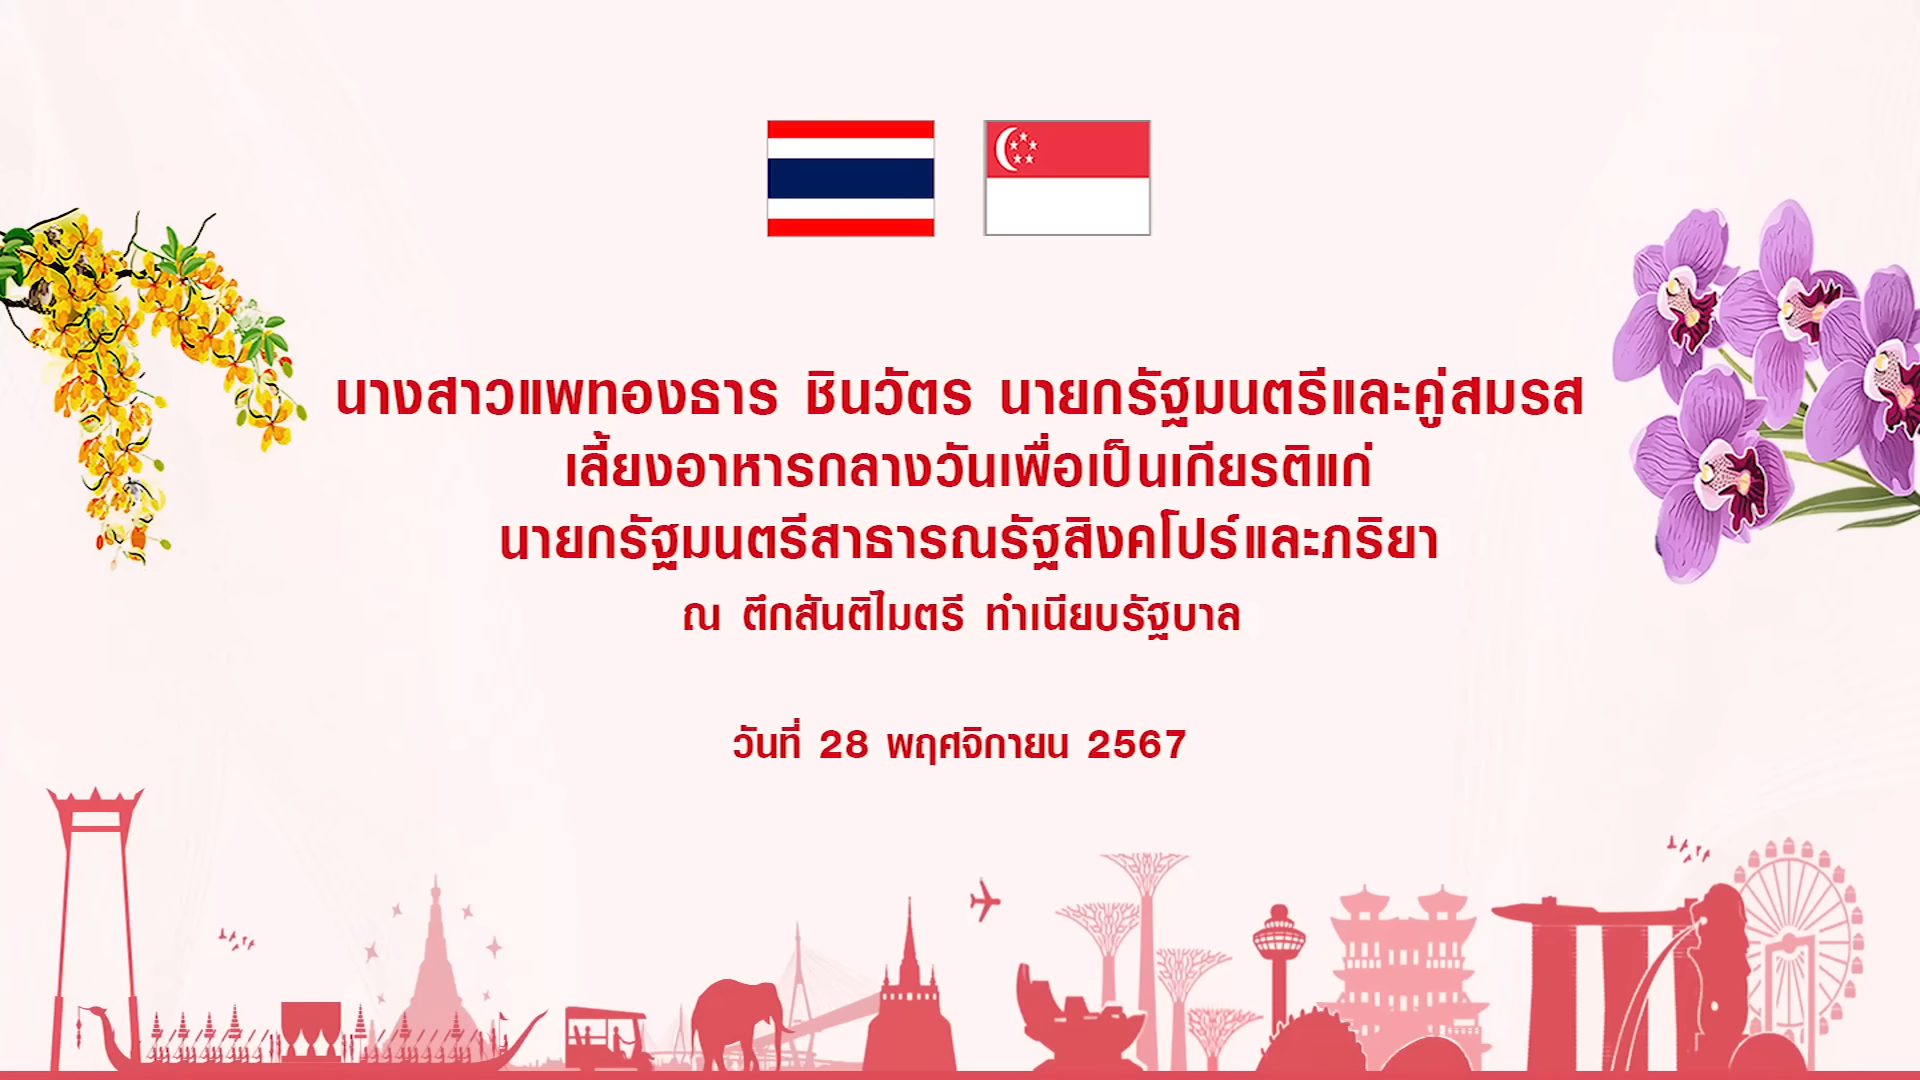 นางสาวแพทองธาร ชินวัตร นายกรัฐมนตรีและคู่สมรส
เลี้ยงอาหารกลางวันเพื่อเป็นเกียรติแก่
นายกรัฐมนตรีสาธารณรัฐสิงคโปร์และภริยา
ณ ตึกสันติไมตรี ทำเนียบรัฐบาล
วันที่ 28 พฤศจิกายน 2567